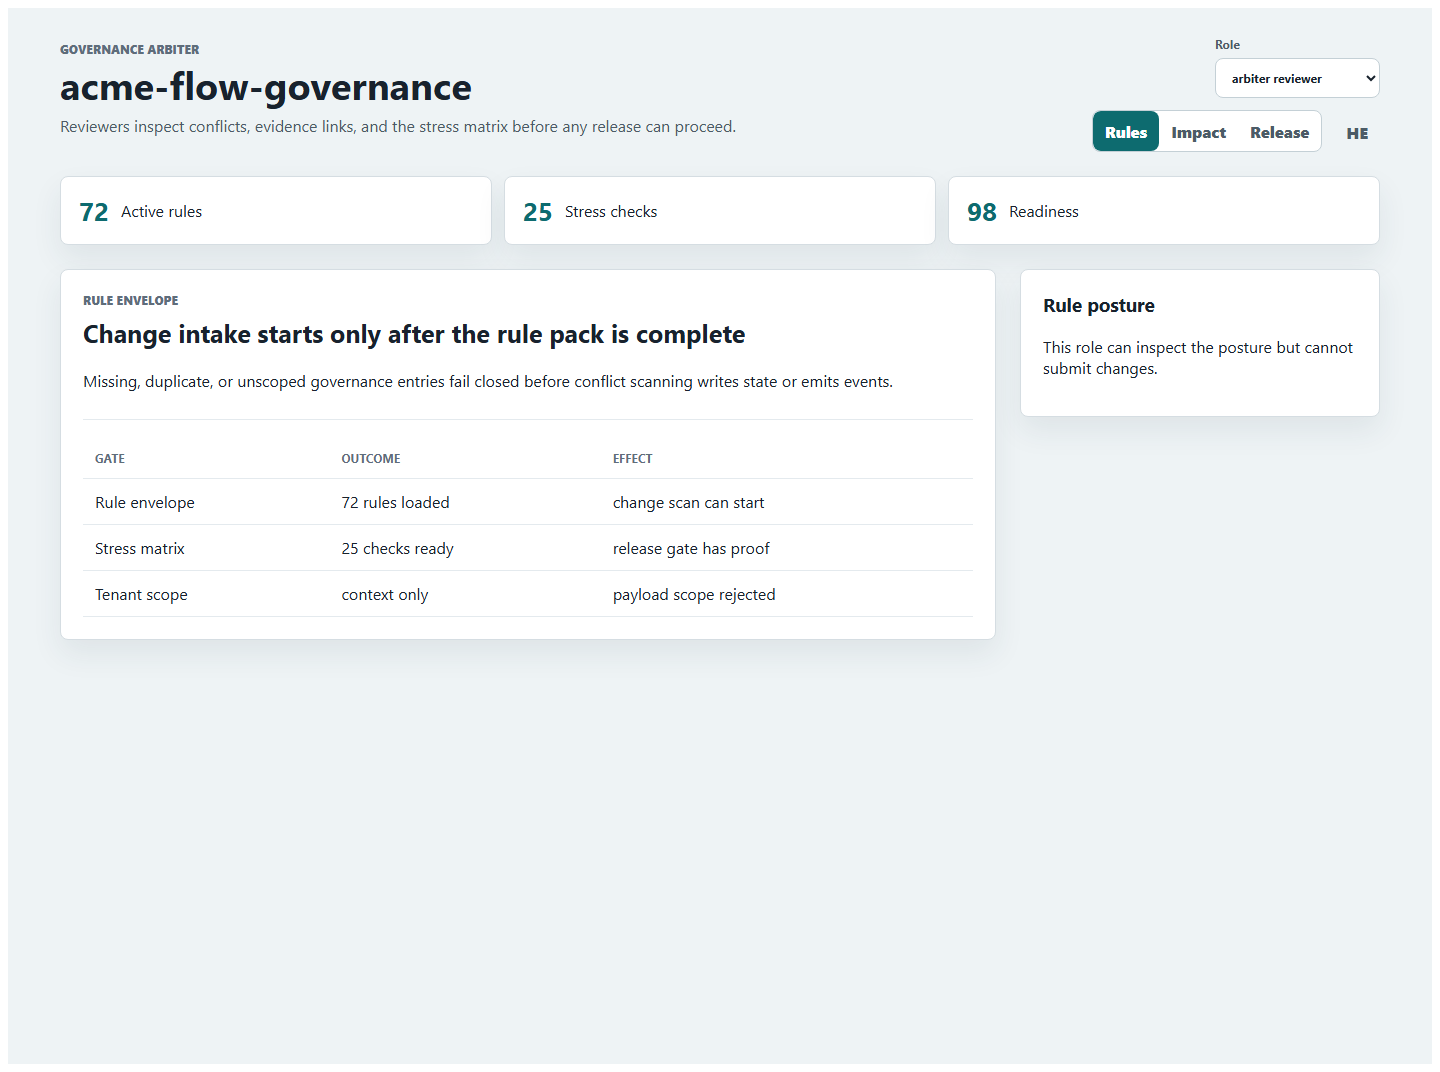 GOVERNANCE ARBITER
acme-flow-governance
Reviewers inspect conflicts, evidence links, and the stress matrix before any release can proceed.
Role
arbiter reviewer
Rules Impact Release HE
72 Active rules
25 Stress checks
98 Readiness
RULE ENVELOPE
Change intake starts only after the rule pack is complete
Missing, duplicate, or unscoped governance entries fail closed before conflict scanning writes state or emits events.
GATE OUTCOME EFFECT
Rule envelope 72 rules loaded change scan can start
Stress matrix 25 checks ready release gate has proof
Tenant scope context only payload scope rejected
Rule posture
This role can inspect the posture but cannot
submit changes.